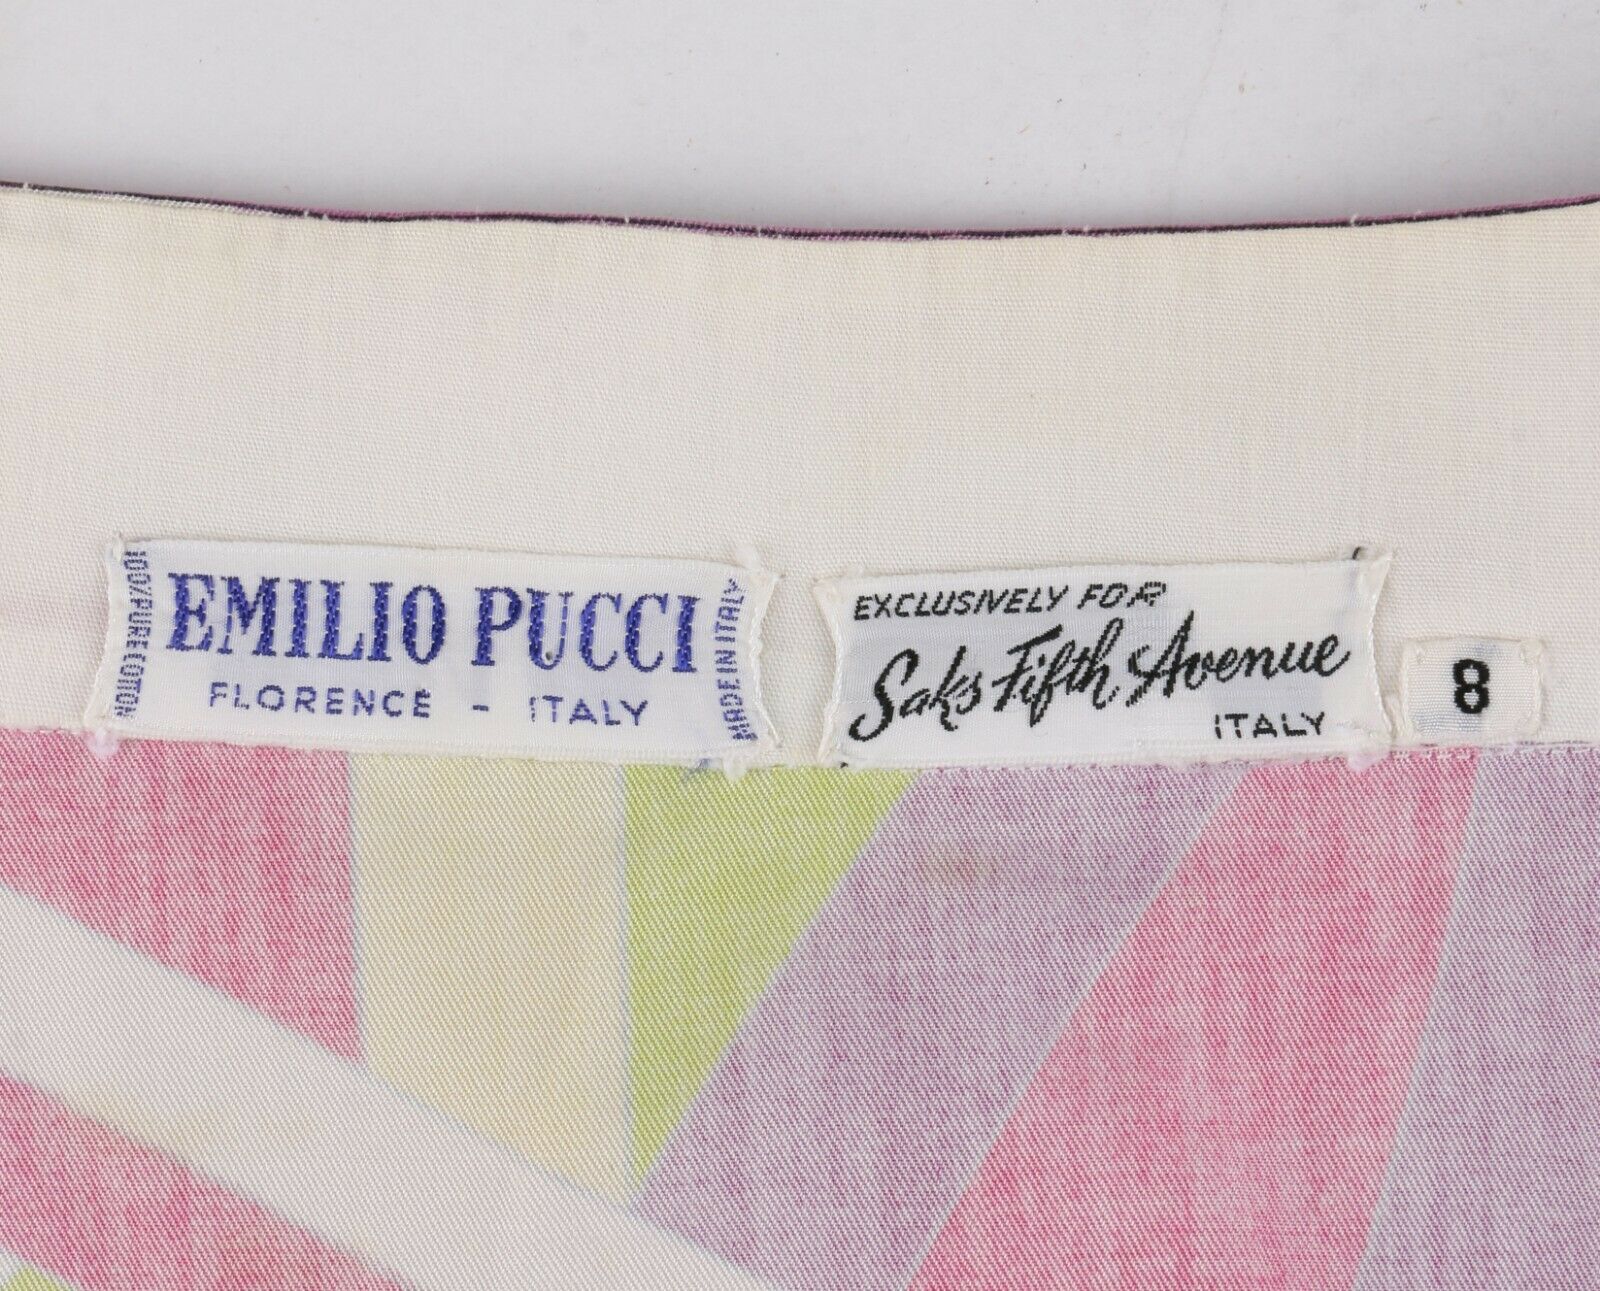 100% PURE COTTON
EMILIO PUCCI
FLORENCE - ITALY
MADE IN ITALY
EXCLUSIVELY FOR
Saks Fifth Avenue
ITALY
8